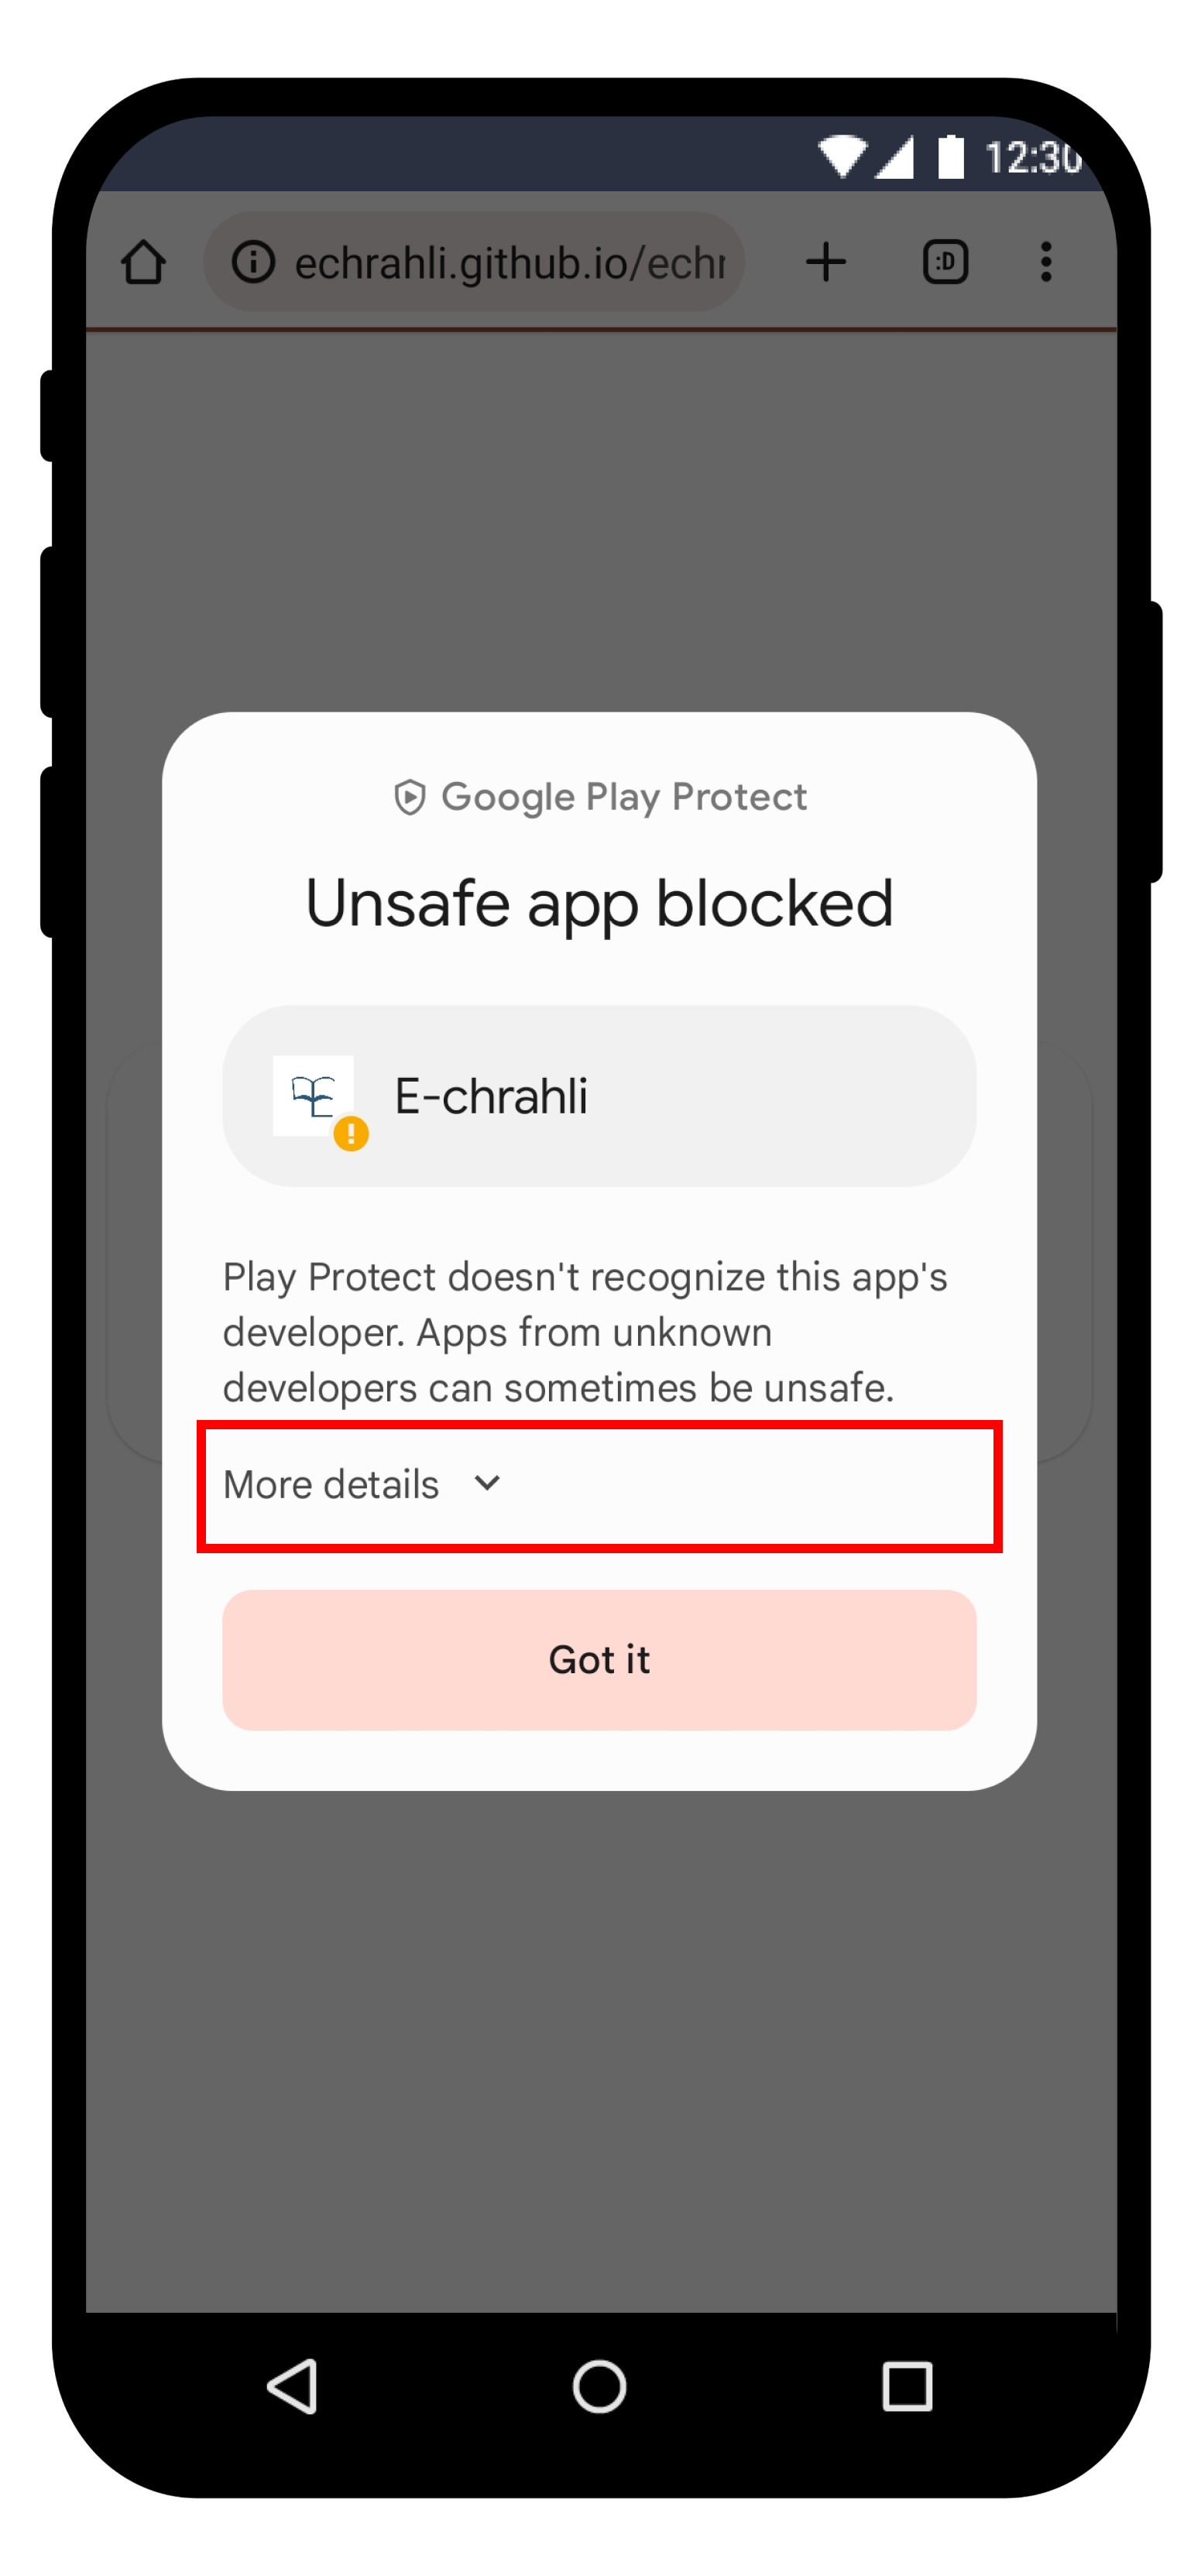 12:30
echrahli.github.io/echr
:D
Google Play Protect
Unsafe app blocked
E-chrahli
Play Protect doesn't recognize this app's
developer. Apps from unknown
developers can sometimes be unsafe.
More details
Got it